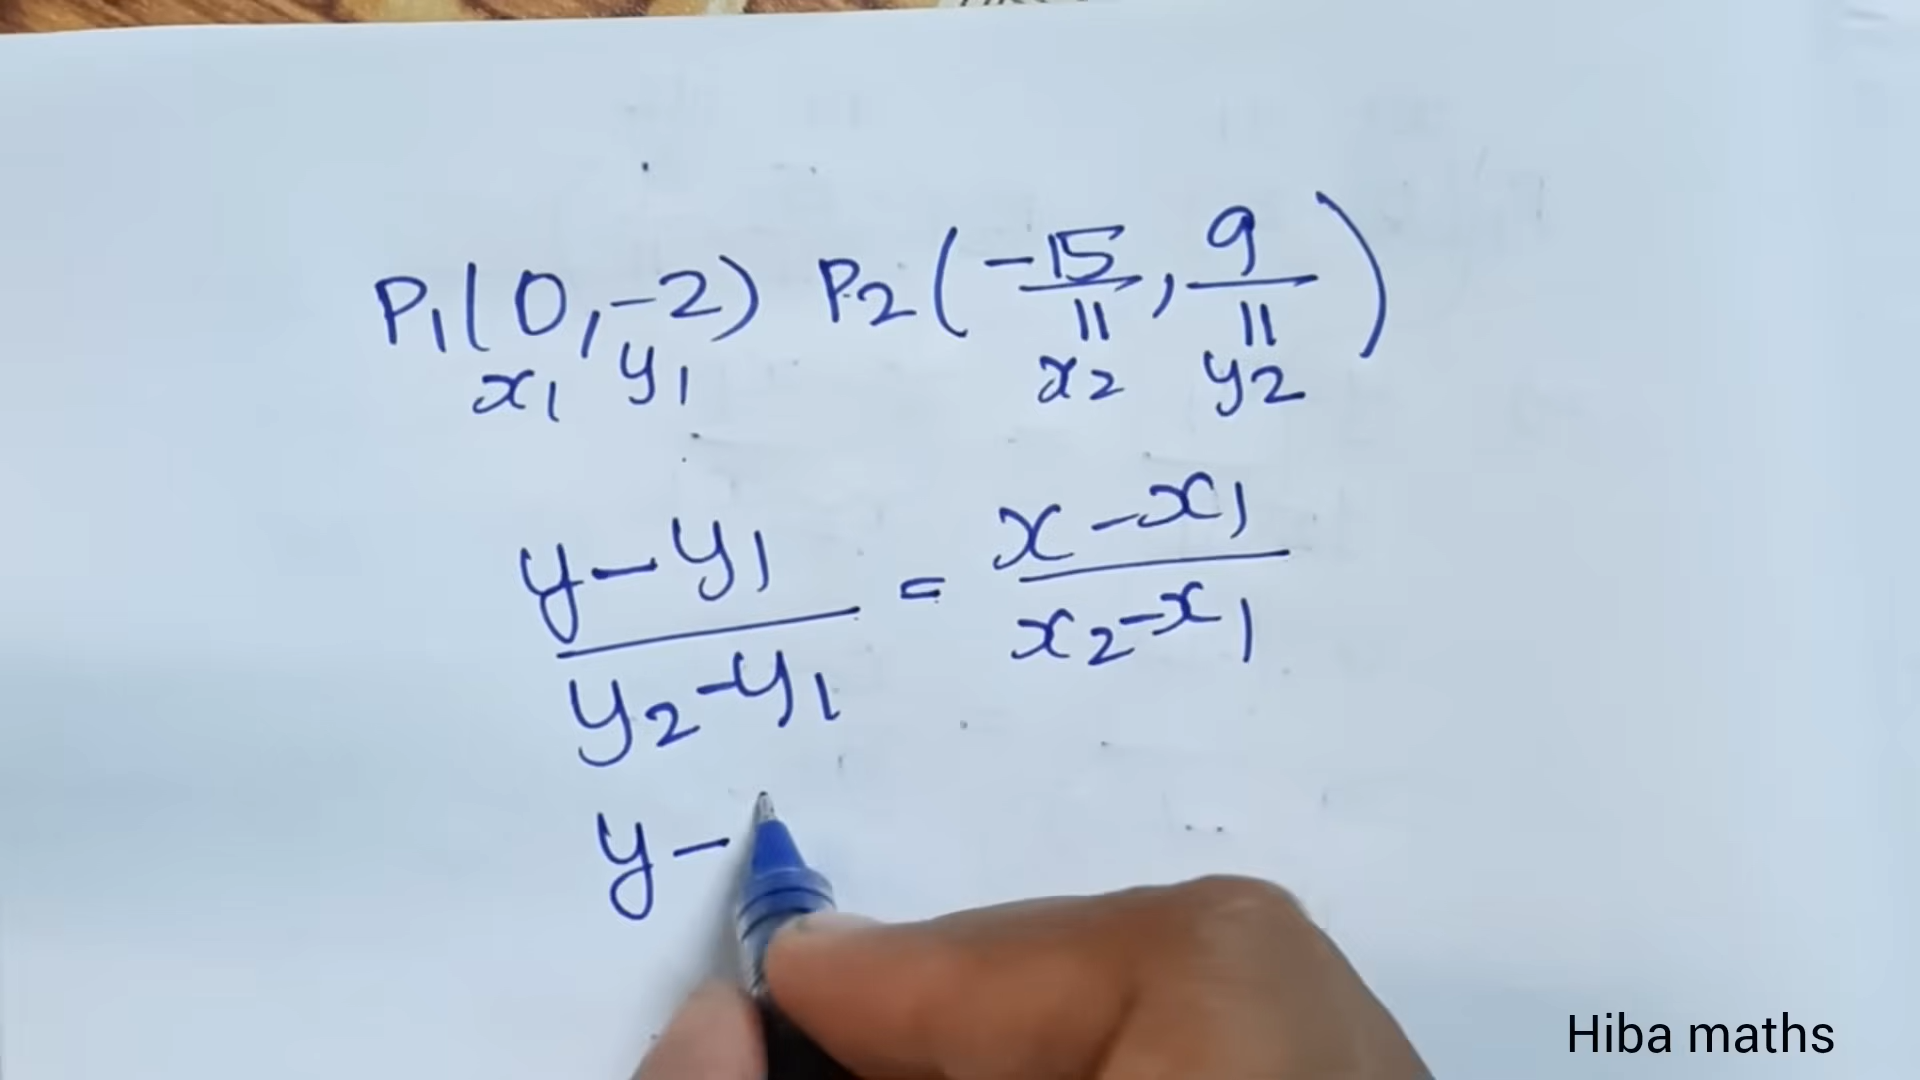 P₁(0,-2) P₂(-15/11, 9/11)
x₁ y₁ x₂ y₂
y-y₁/y₂-y₁ = x-x₁/x₂-x₁
y-
Hiba maths